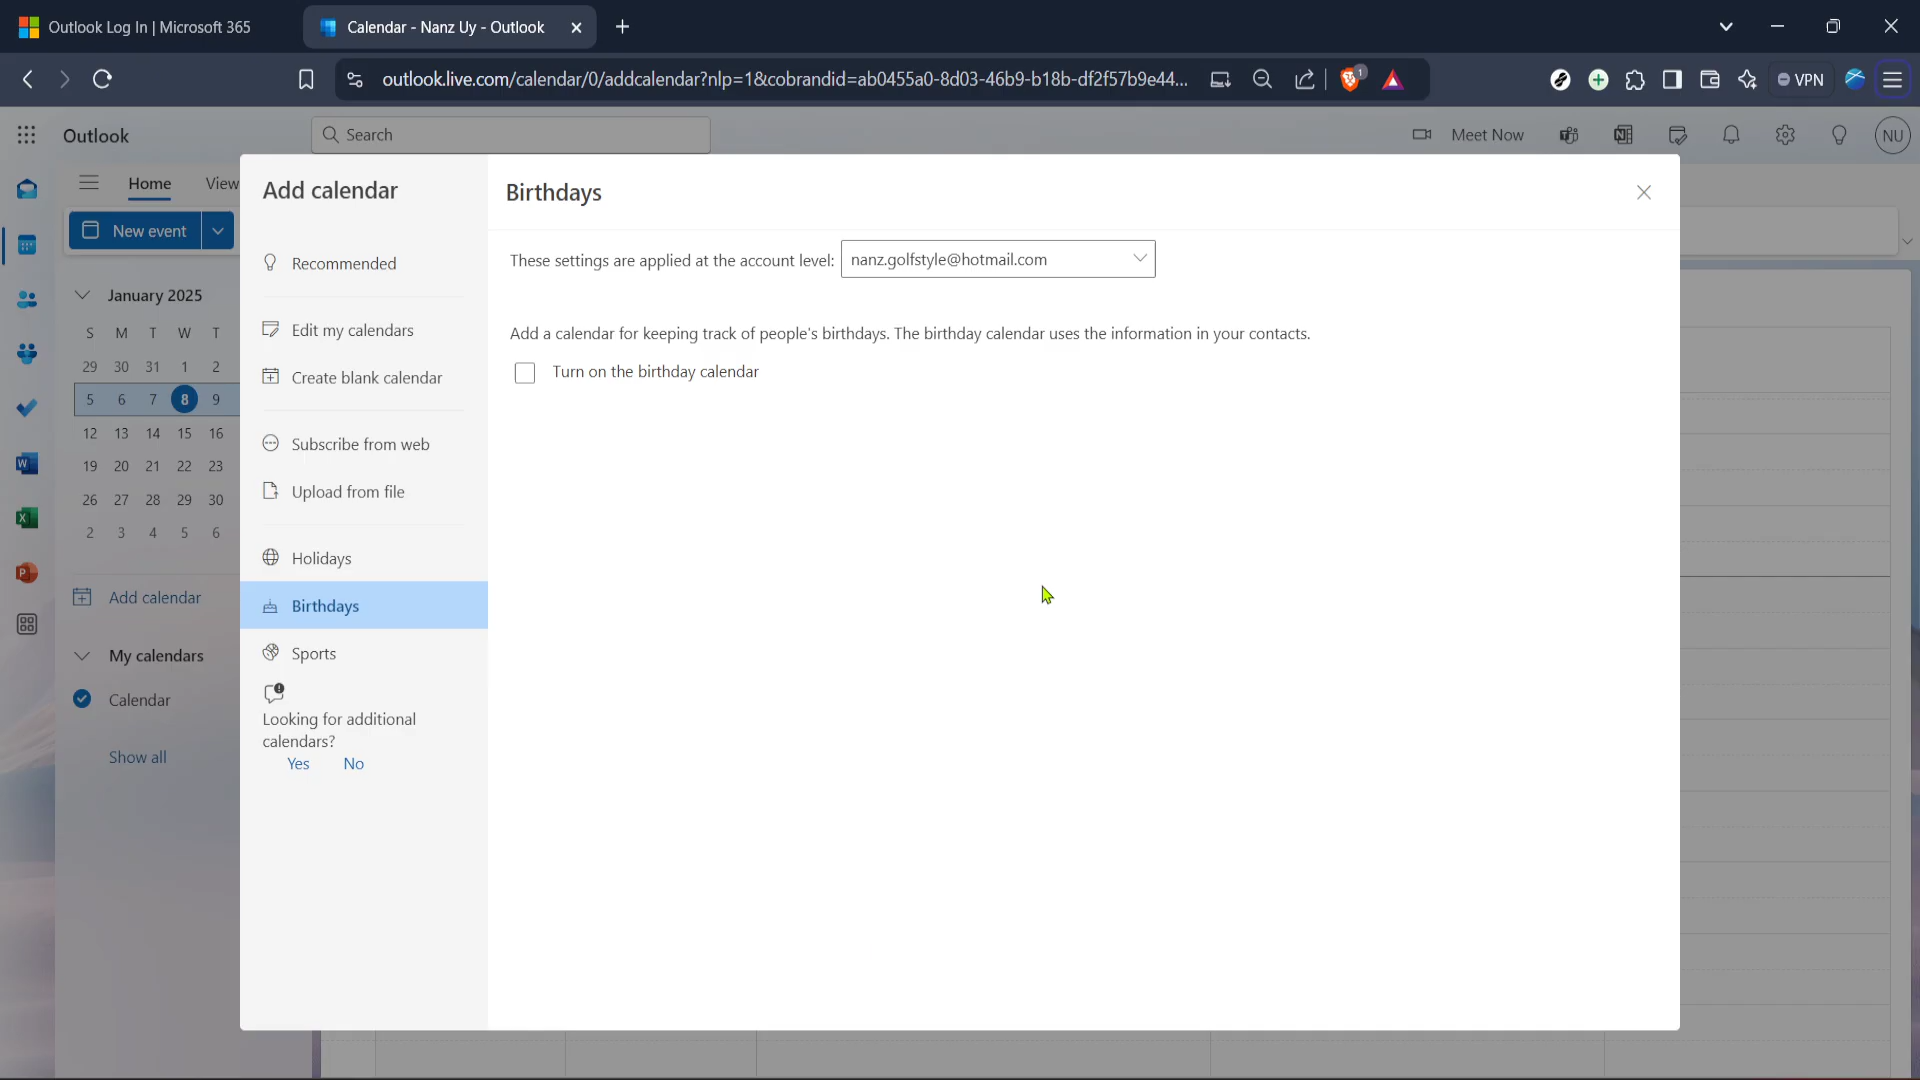 Outlook Log In | Microsoft 365
Calendar - Nanz Uy - Outlook
outlook.live.com/calendar/0/addcalendar?nlp=1&cobrandid=ab0455a0-8d03-46b9-b18b-df2f57b9e44...
1
VPN
Outlook
Search
Meet Now
NU
Home
View
New event
January 2025
S M T W T
29 30 31 1 2
5 6 7 8 9
12 13 14 15 16
19 20 21 22 23
26 27 28 29 30
2 3 4 5 6
Add calendar
My calendars
Calendar
Show all
Add calendar
Recommended
Edit my calendars
Create blank calendar
Subscribe from web
Upload from file
Holidays
Birthdays
Sports
Looking for additional
calendars?
Yes No
Birthdays
These settings are applied at the account level: nanz.golfstyle@hotmail.com
Add a calendar for keeping track of people's birthdays. The birthday calendar uses the information in your contacts.
Turn on the birthday calendar